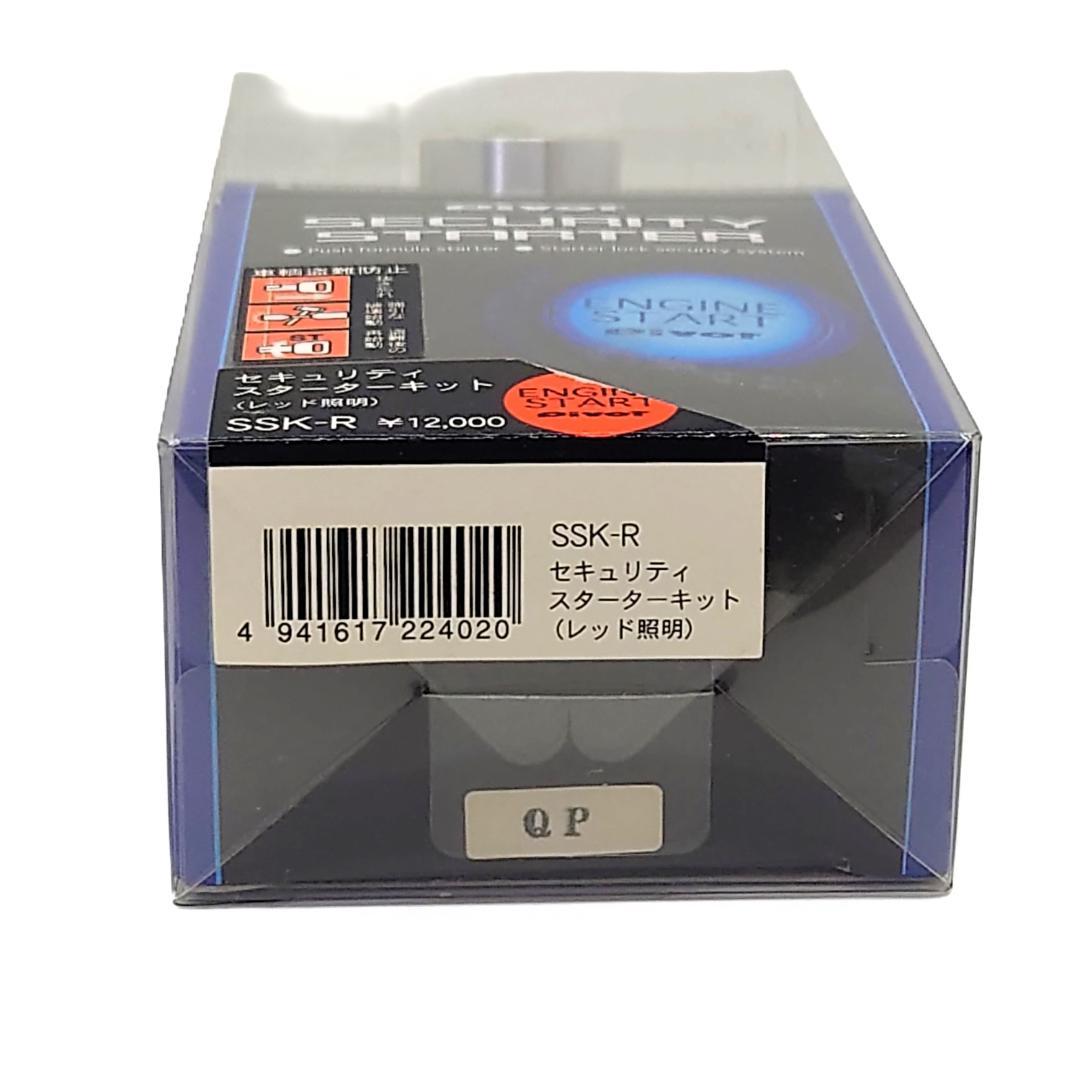 pivot
SECURITY
STARTER
● Push formula starter ● Starter lock security system
車輌盗難防止
ST
ENGINE
START
pivot
セキュリティ
スターターキット
(レッド照明)
SSK-R ¥12,000
ENGINE
START
pivot
SSK-R
セキュリティ
スターターキット
(レッド照明)
4 941617 224020
QP